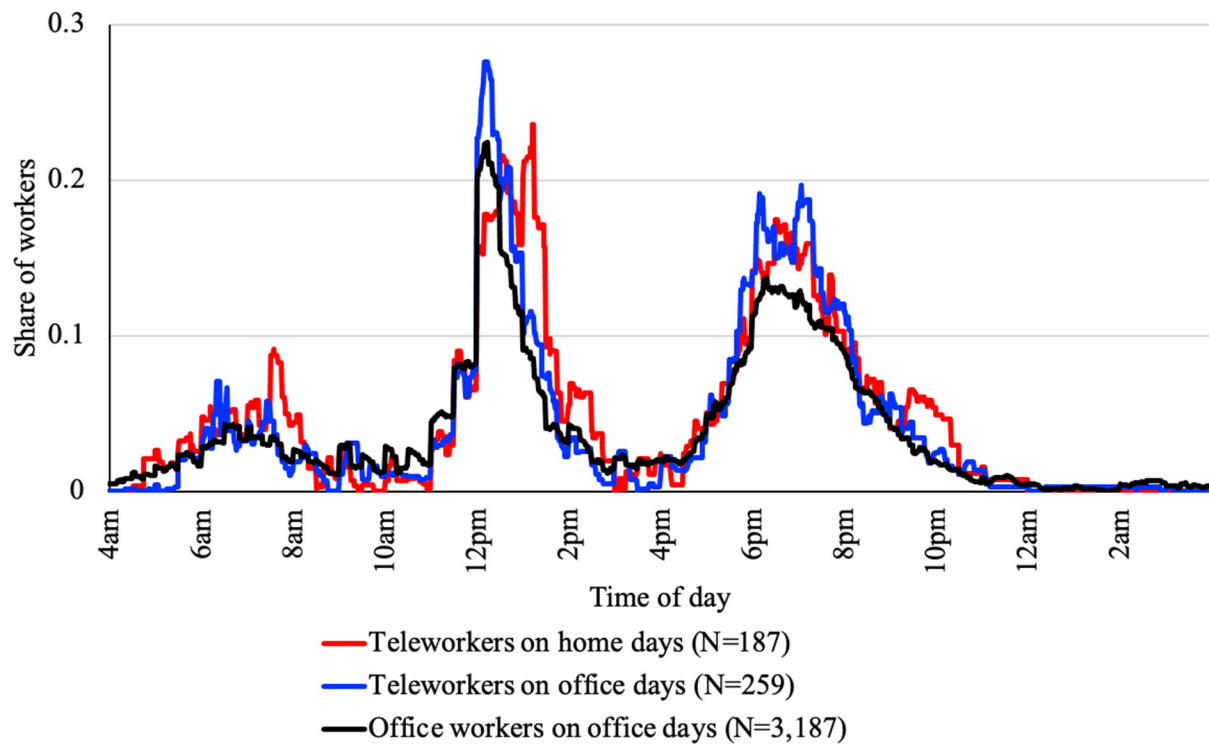 0.3
0.2
0.1
0
Share of workers
4am 6am 8am 10am 12pm 2pm 4pm 6pm 8pm 10pm 12am 2am
Time of day
Teleworkers on home days (N=187)
Teleworkers on office days (N=259)
Office workers on office days (N=3,187)